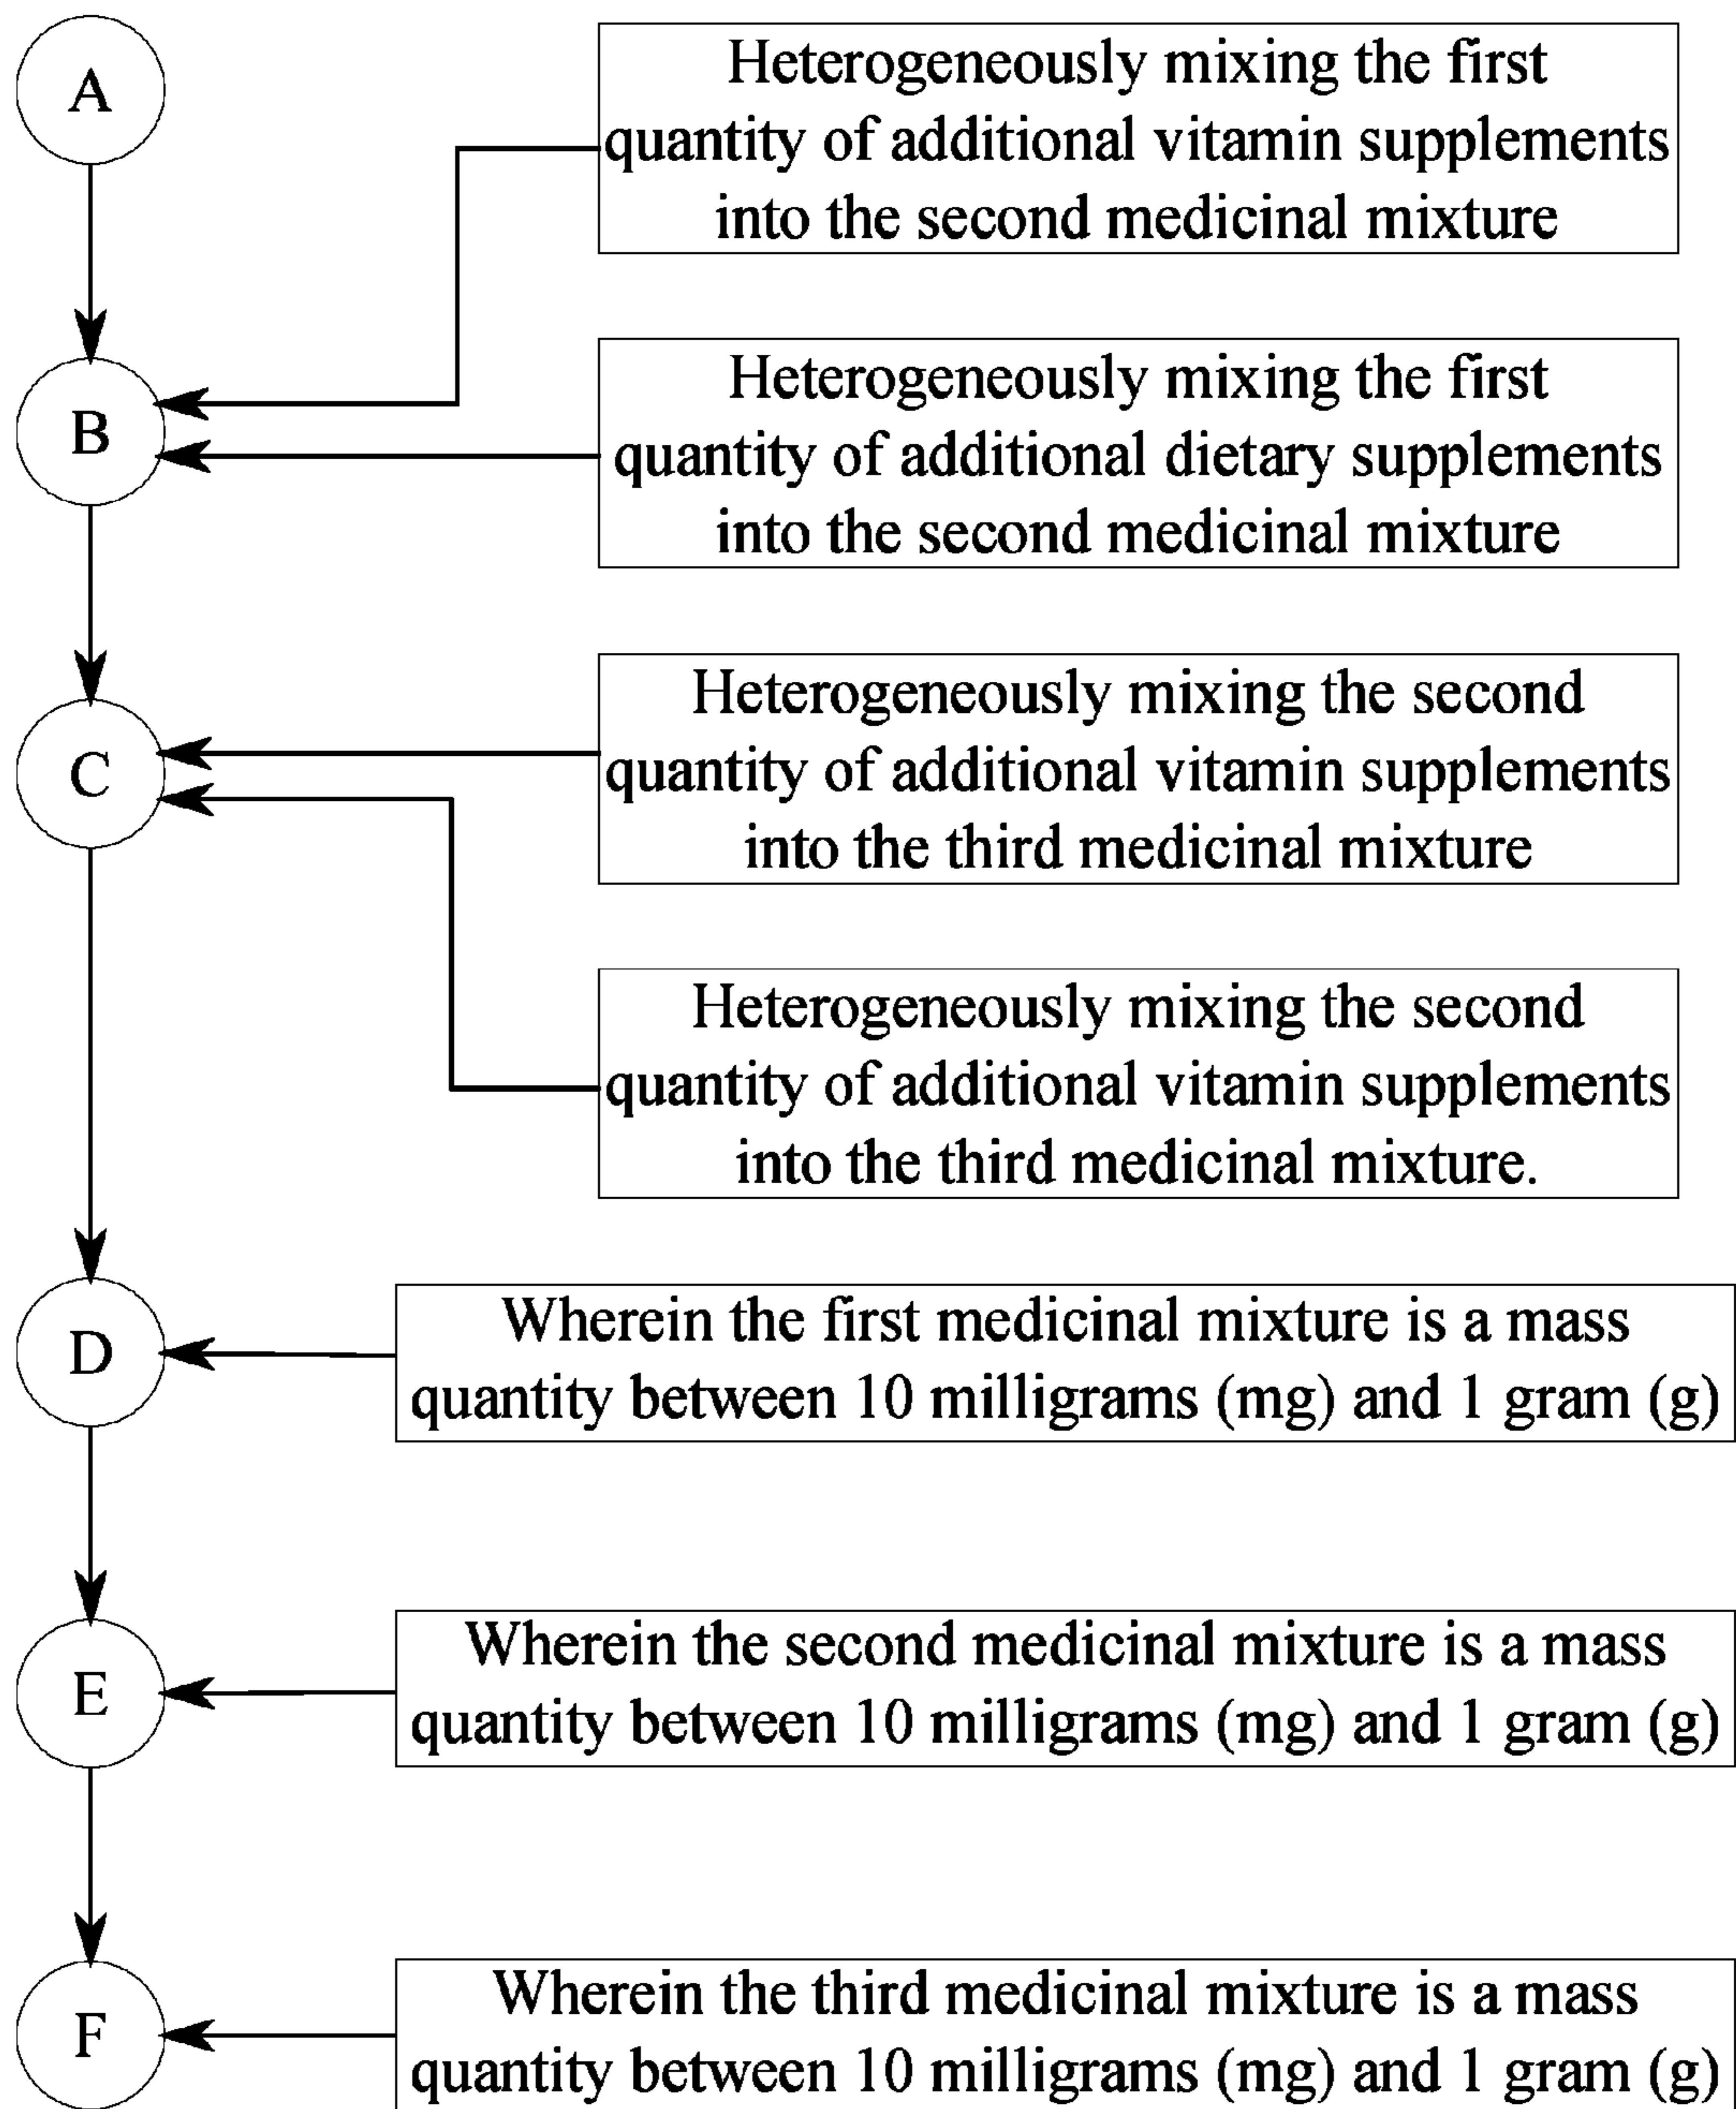 A
Heterogeneously mixing the first
quantity of additional vitamin supplements
into the second medicinal mixture
B
Heterogeneously mixing the first
quantity of additional dietary supplements
into the second medicinal mixture
C
Heterogeneously mixing the second
quantity of additional vitamin supplements
into the third medicinal mixture
Heterogeneously mixing the second
quantity of additional vitamin supplements
into the third medicinal mixture.
D
Wherein the first medicinal mixture is a mass
quantity between 10 milligrams (mg) and 1 gram (g)
E
Wherein the second medicinal mixture is a mass
quantity between 10 milligrams (mg) and 1 gram (g)
F
Wherein the third medicinal mixture is a mass
quantity between 10 milligrams (mg) and 1 gram (g)